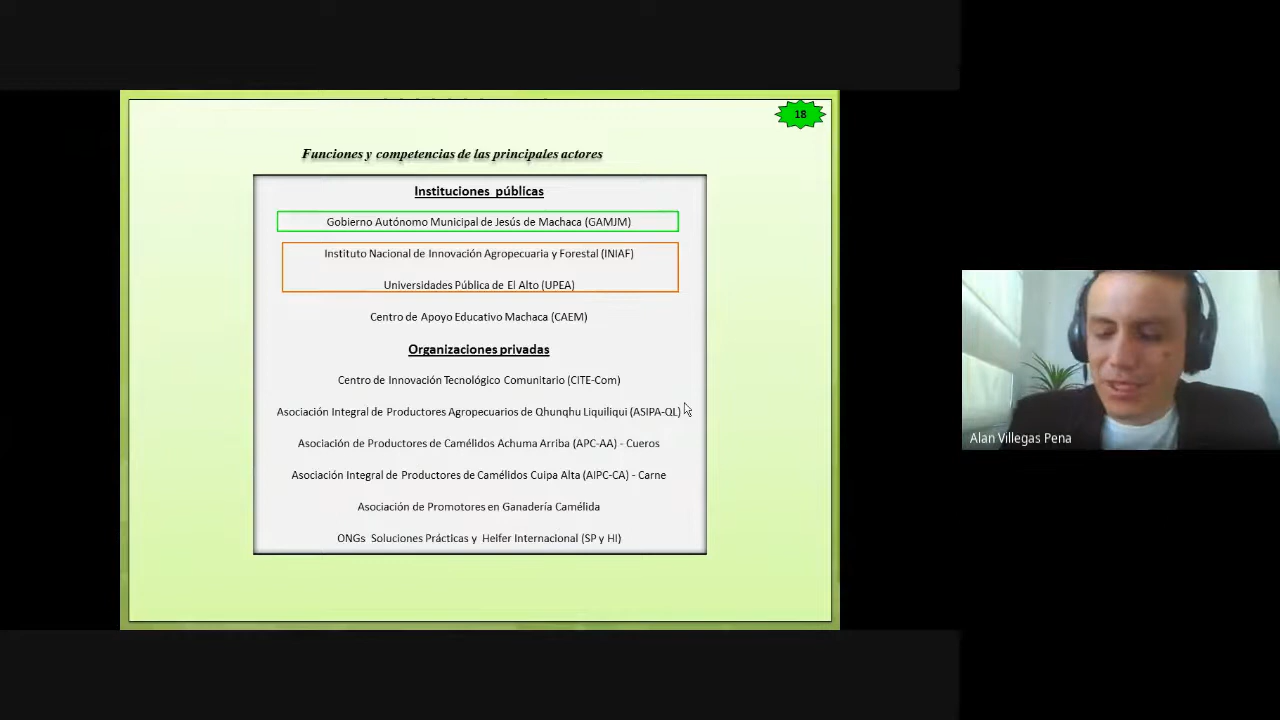 18
Funciones y competencias de las principales actores
Instituciones públicas
Gobierno Autónomo Municipal de Jesús de Machaca (GAMJM)
Instituto Nacional de Innovación Agropecuaria y Forestal (INIAF)
Universidades Pública de El Alto (UPEA)
Centro de Apoyo Educativo Machaca (CAEM)
Organizaciones privadas
Centro de Innovación Tecnológico Comunitario (CITE-Com)
Asociación Integral de Productores Agropecuarios de Qhunqhu Liquiliqui (ASIPA-QL)
Asociación de Productores de Camélidos Achuma Arriba (APC-AA) - Cueros
Asociación Integral de Productores de Camélidos Cuipa Alta (AIPC-CA) - Carne
Asociación de Promotores en Ganadería Camélida
ONGs Soluciones Prácticas y Heifer Internacional (SP y HI)
Alan Villegas Pena